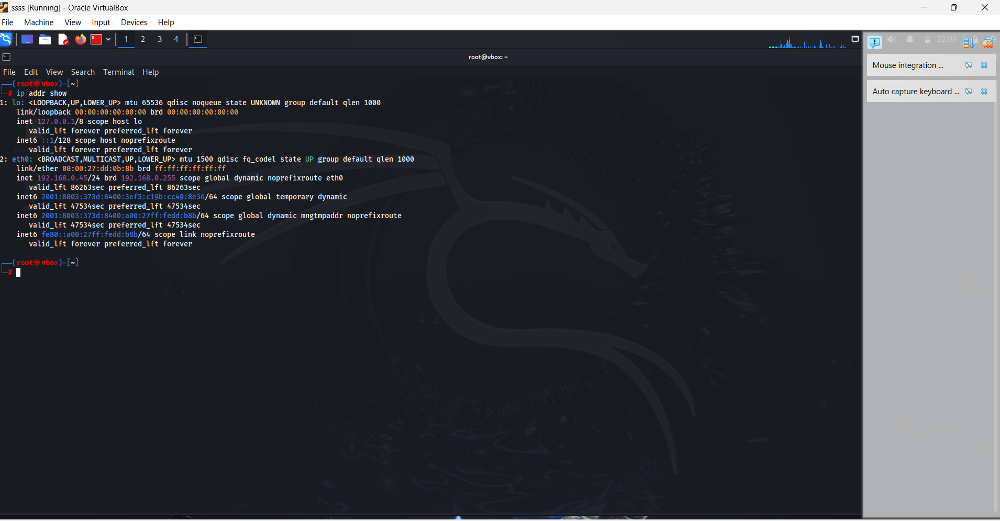 ssss [Running] - Oracle VirtualBox
File Machine View Input Devices Help
1 2 3 4 22:09
root@vbox: ~
File Edit View Search Terminal Help
Mouse integration ...
Auto capture keyboard ...
┌──(root㉿vbox)-[~]
└─# ip addr show
1: lo: <LOOPBACK,UP,LOWER_UP> mtu 65536 qdisc noqueue state UNKNOWN group default qlen 1000
link/loopback 00:00:00:00:00:00 brd 00:00:00:00:00:00
inet 127.0.0.1/8 scope host lo
valid_lft forever preferred_lft forever
inet6 ::1/128 scope host noprefixroute
valid_lft forever preferred_lft forever
2: eth0: <BROADCAST,MULTICAST,UP,LOWER_UP> mtu 1500 qdisc fq_codel state UP group default qlen 1000
link/ether 08:00:27:dd:0b:8b brd ff:ff:ff:ff:ff:ff
inet 192.168.0.45/24 brd 192.168.0.255 scope global dynamic noprefixroute eth0
valid_lft 86263sec preferred_lft 86263sec
inet6 2001:8003:373d:8400:3ef5:c19b:cc49:8e36/64 scope global temporary dynamic
valid_lft 47534sec preferred_lft 47534sec
inet6 2001:8003:373d:8400:a00:27ff:fedd:b8b/64 scope global dynamic mngtmpaddr noprefixroute
valid_lft 47534sec preferred_lft 47534sec
inet6 fe80::a00:27ff:fedd:b8b/64 scope link noprefixroute
valid_lft forever preferred_lft forever
┌──(root㉿vbox)-[~]
└─#